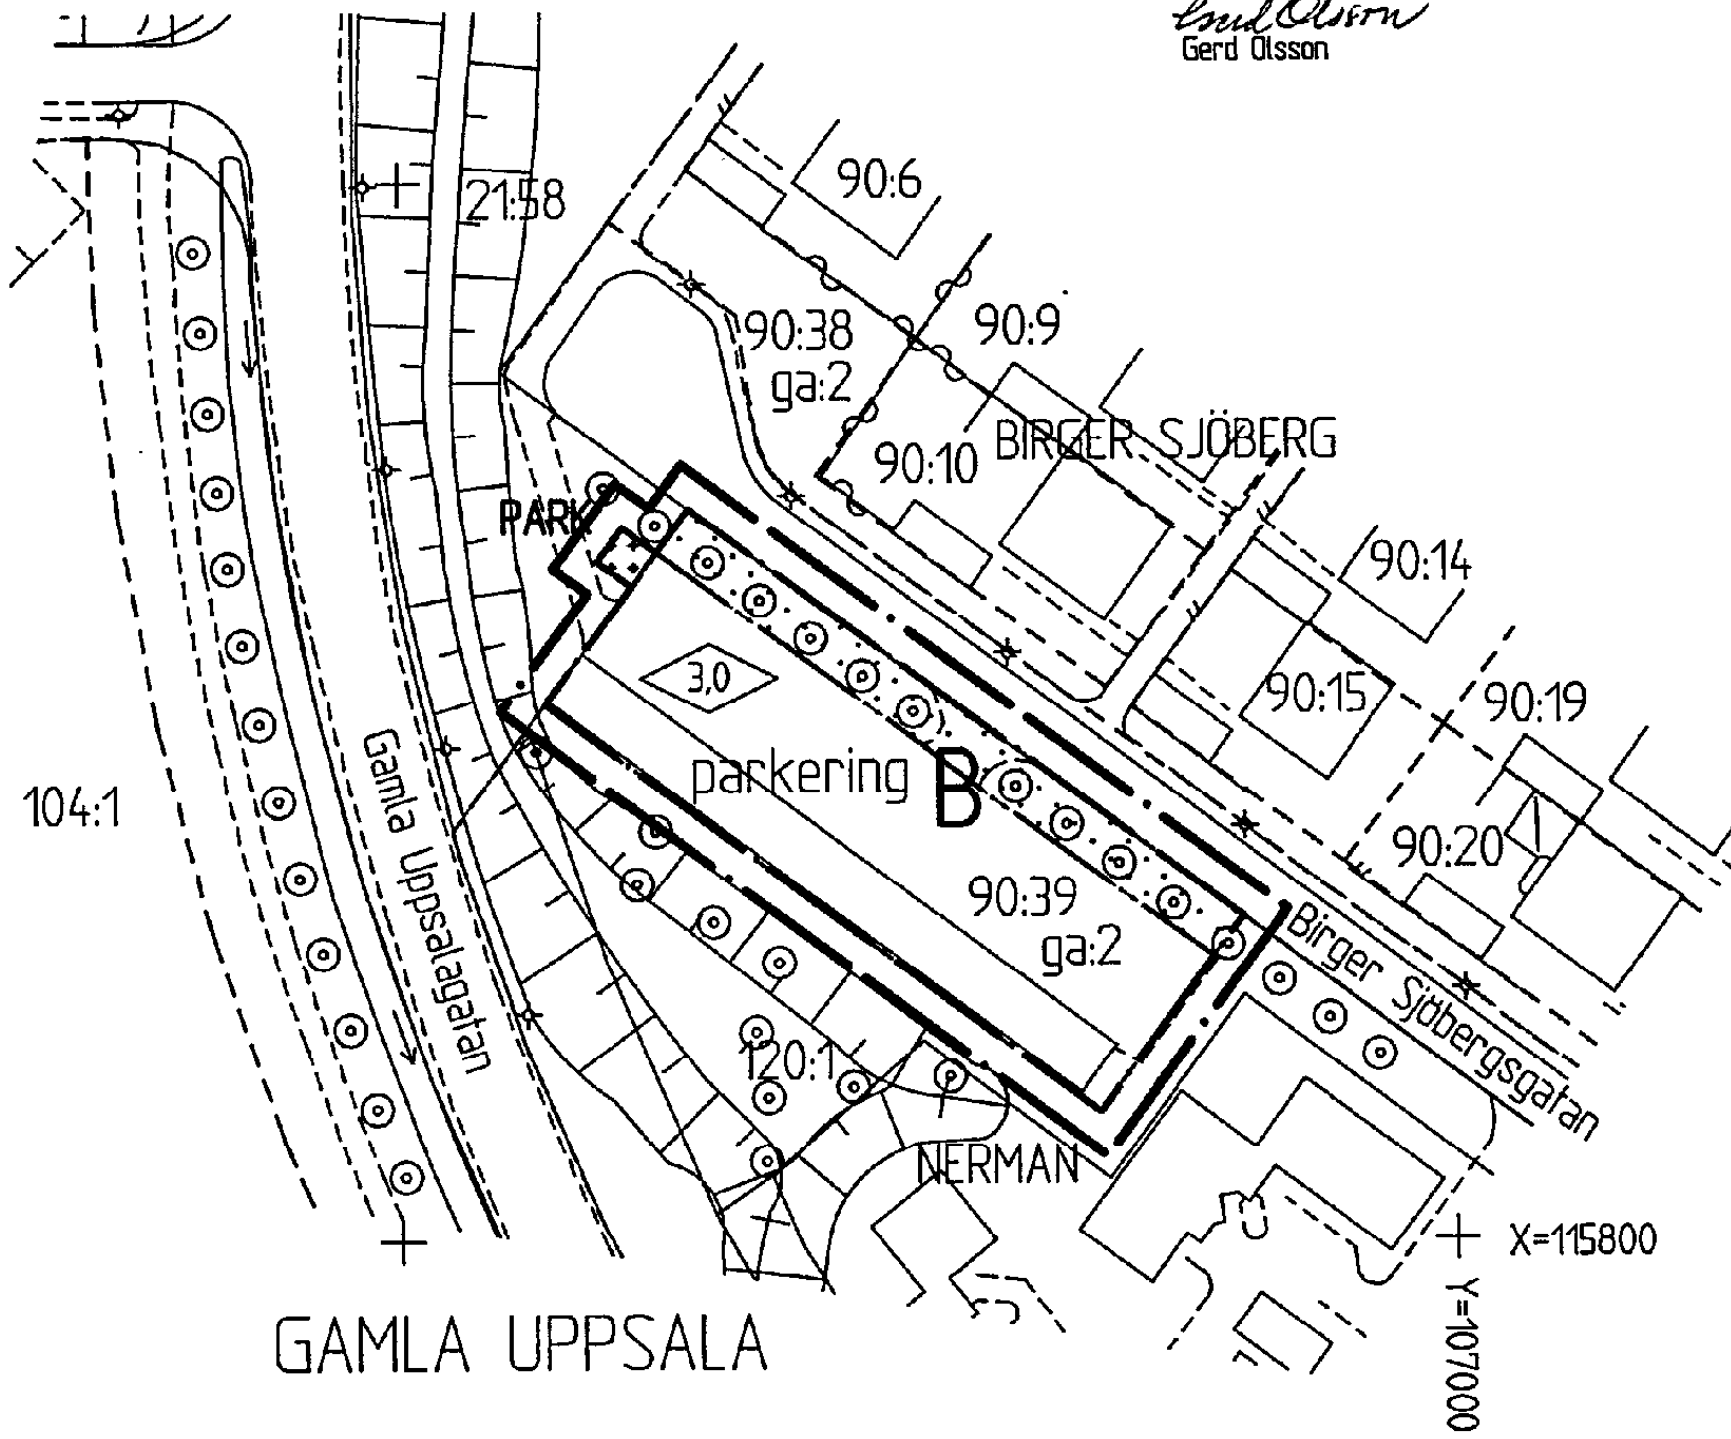 Gerd Olsson
Gerd Olsson
90:6
21:58
90:38
ga:2
90:9
BIRGER SJÖBERG
90:10
PARK
90:14
3,0
90:15
90:19
parkering B
104:1
Gamla Uppsalagatan
90:20
90:39
ga:2
Birger Sjöbergsgatan
120:1
NERMAN
X=115800
Y=107000
GAMLA UPPSALA